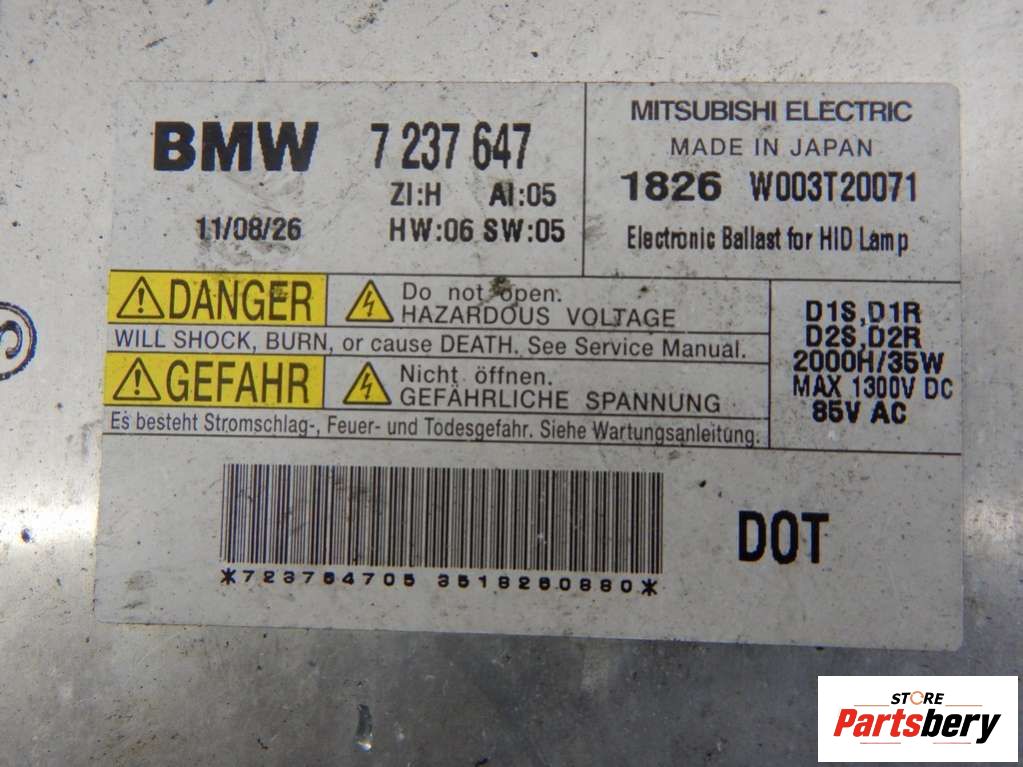 BMW 7 237 647
ZI:H AI:05
11/08/26 HW:06 SW:05
MITSUBISHI ELECTRIC
MADE IN JAPAN
1826 W003T20071
Electronic Ballast for HID Lamp
DANGER Do not open.
HAZARDOUS VOLTAGE
WILL SHOCK, BURN, or cause DEATH. See Service Manual.
GEFAHR Nicht öffnen.
GEFÄHRLICHE SPANNUNG
Es besteht Stromschlag-, Feuer- und Todesgefahr. Siehe Wartungsanleitung.
D1S,D1R
D2S,D2R
2000H/35W
MAX 1300V DC
85V AC
DOT
*723764705 3518260880*
STORE
Partsbery